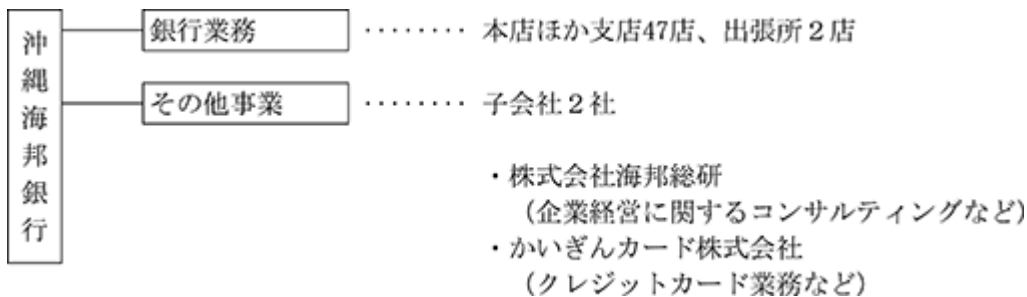 沖縄海邦銀行
銀行業務 ‥‥‥‥ 本店ほか支店47店、出張所２店
その他事業 ‥‥‥‥ 子会社２社
・株式会社海邦総研
（企業経営に関するコンサルティングなど）
・かいぎんカード株式会社
（クレジットカード業務など）